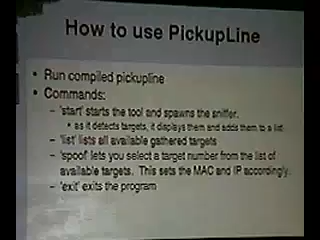 How to use PickupLine
• Run compiled pickupline
• Commands:
– 'start' starts the tool and spawns the sniffer.
• as it detects targets, it displays them and adds them to a list
– 'list' lists all available gathered targets
– 'spoof' lets you select a target number from the list of
available targets. This sets the MAC and IP accordingly.
– 'exit' exits the program